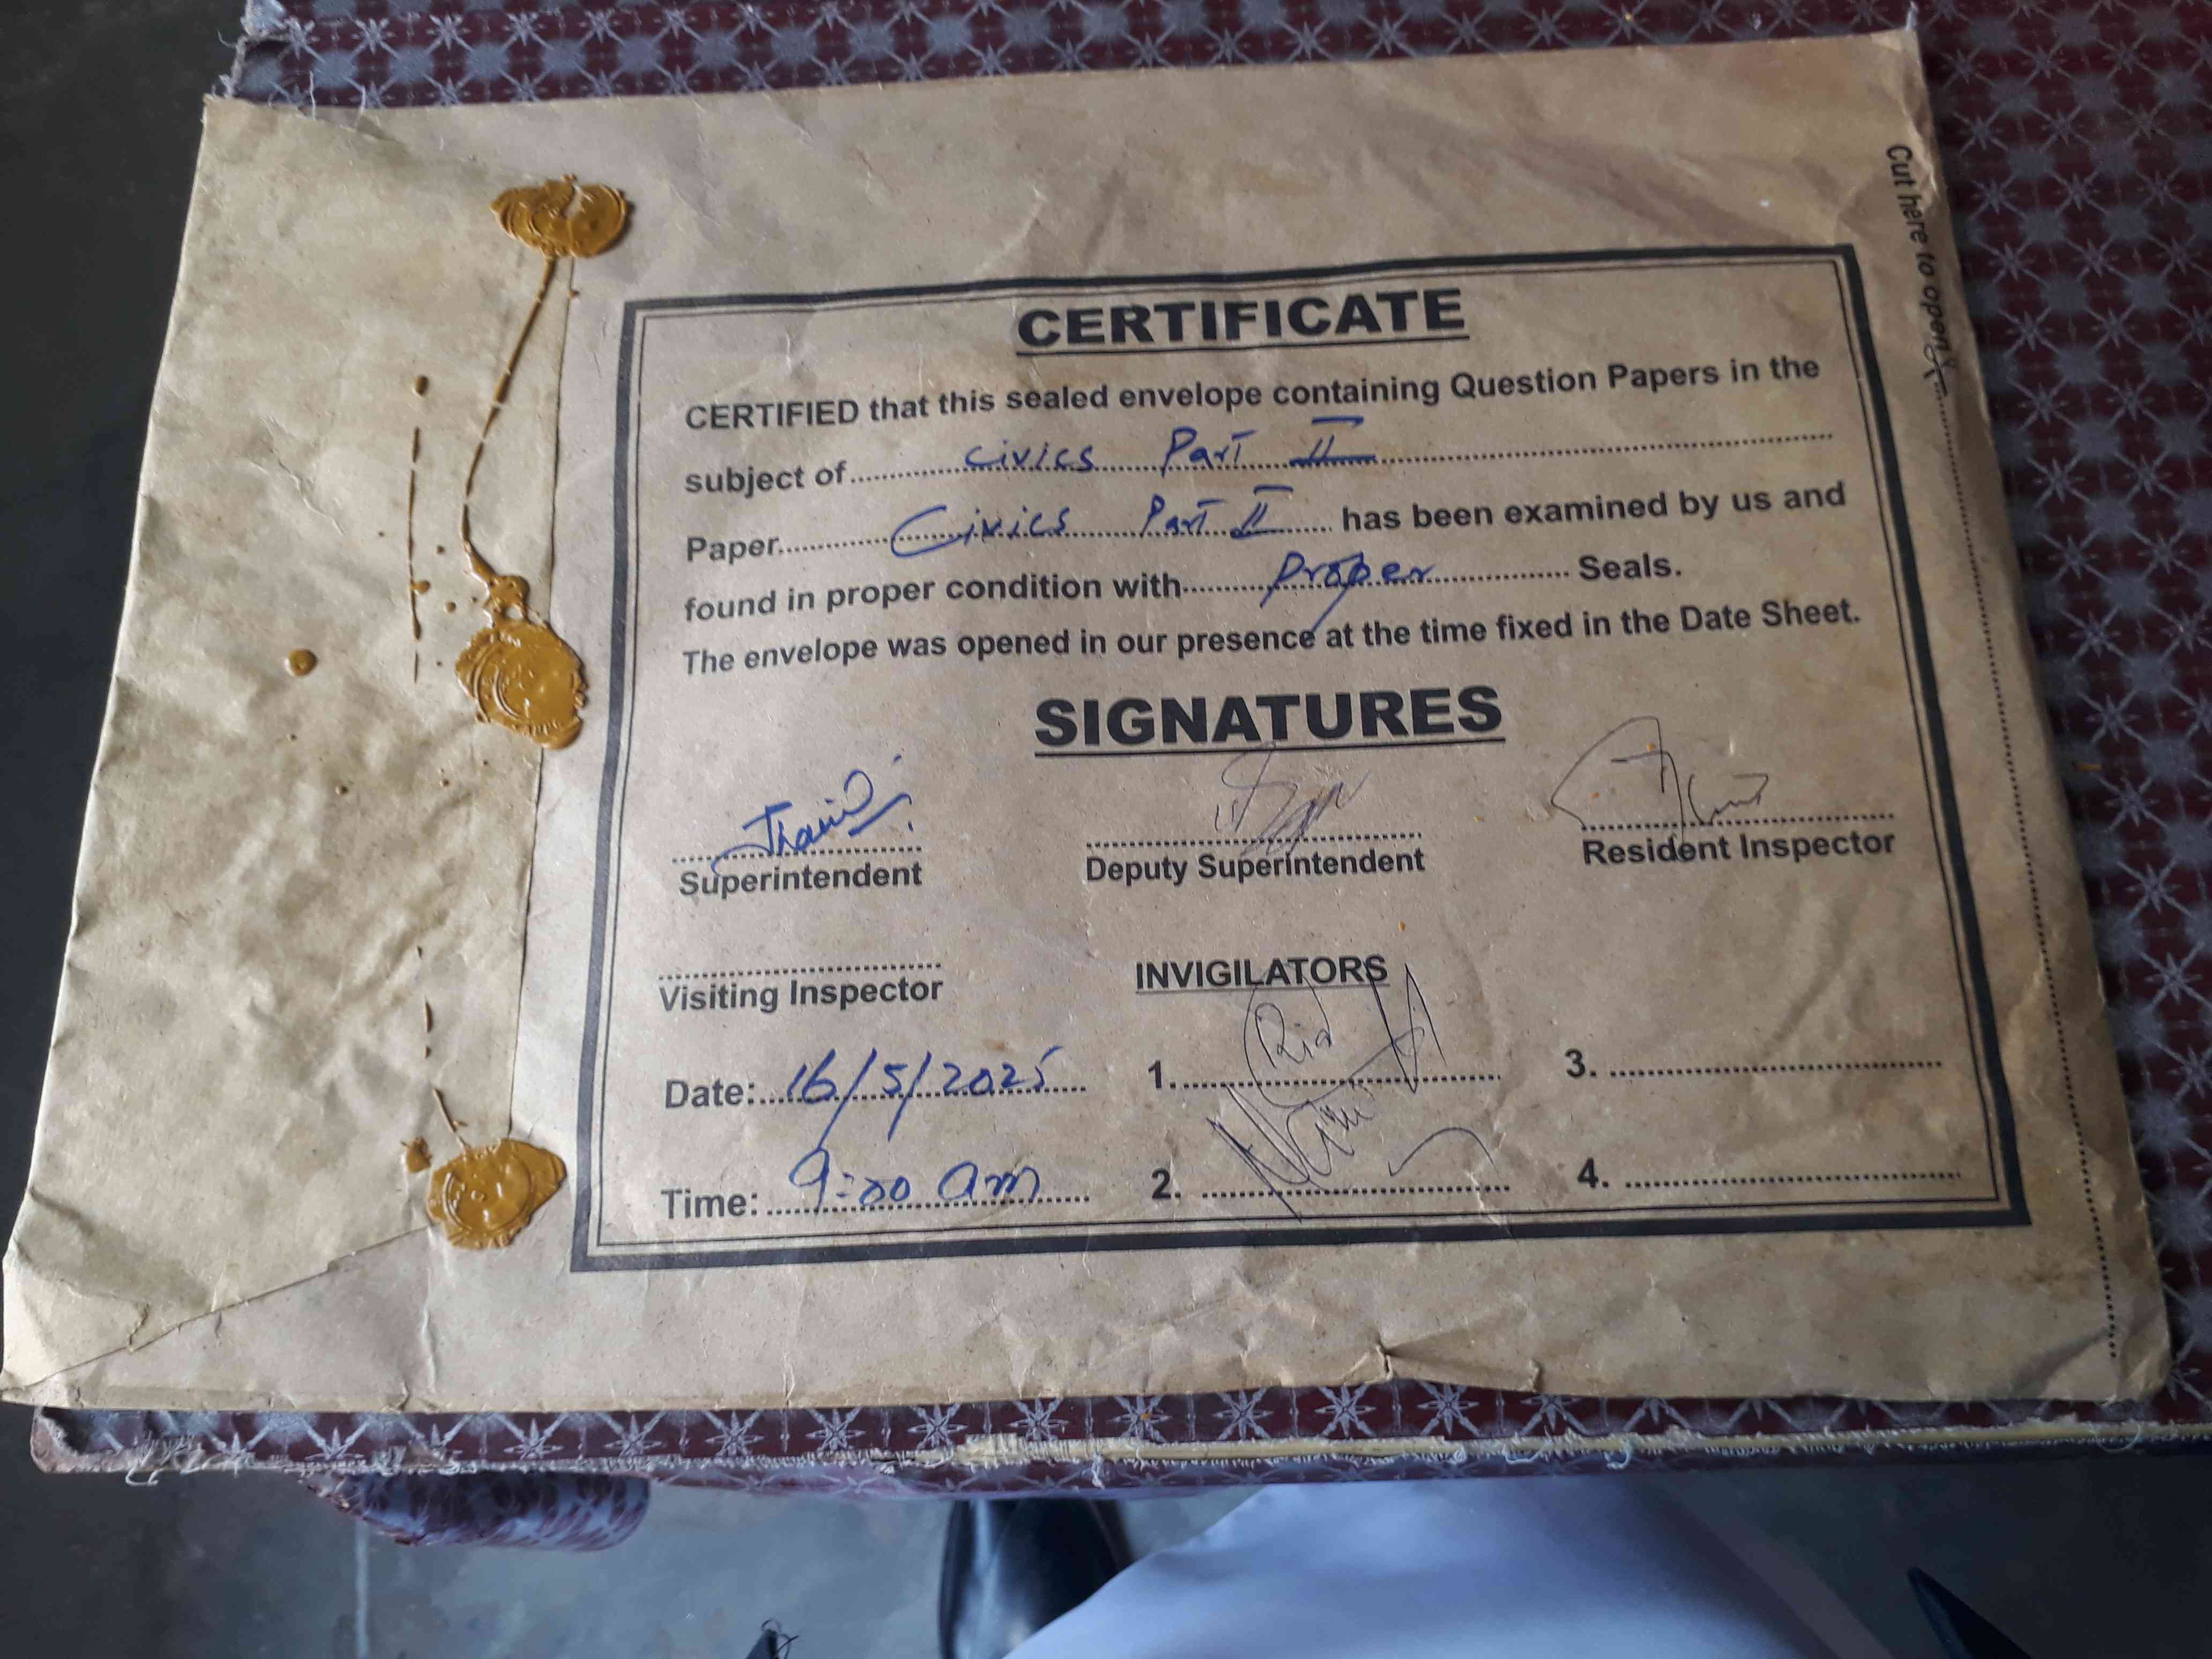 Cut here to open
CERTIFICATE
CERTIFIED that this sealed envelope containing Question Papers in the
subject of civics Part II
Paper Civics Part II has been examined by us and
found in proper condition with Proper Seals.
The envelope was opened in our presence at the time fixed in the Date Sheet.
SIGNATURES
Superintendent Deputy Superintendent Resident Inspector
Visiting Inspector INVIGILATORS
Date: 16/5/2025 1. 3.
Time: 9:00 am 2. 4.